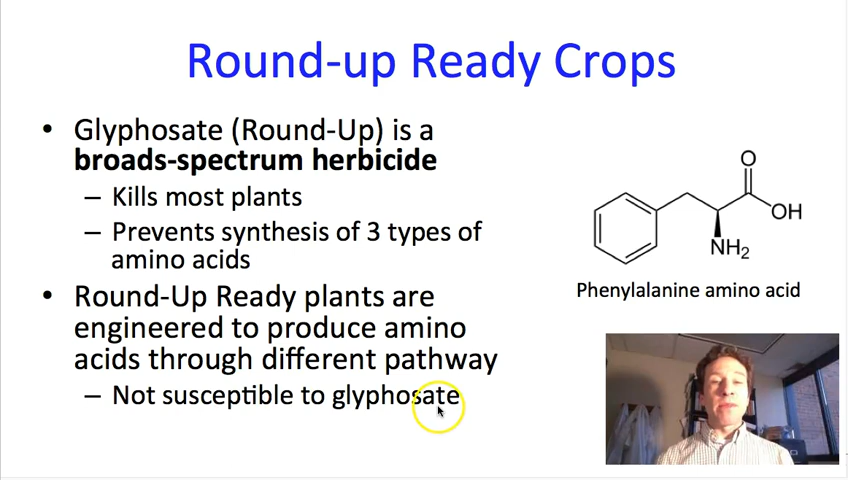 Round-up Ready Crops
• Glyphosate (Round-Up) is a
broads-spectrum herbicide
– Kills most plants
– Prevents synthesis of 3 types of
amino acids
• Round-Up Ready plants are
engineered to produce amino
acids through different pathway
– Not susceptible to glyphosate
O
OH
NH₂
Phenylalanine amino acid